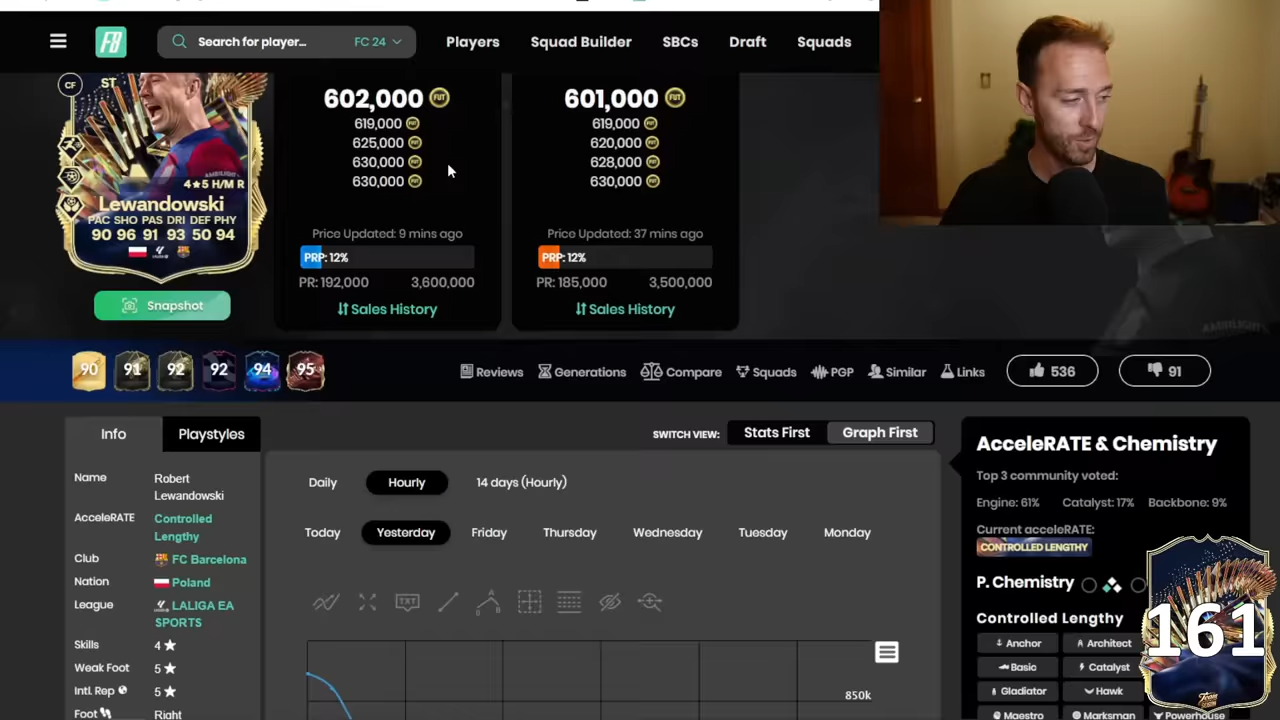 FB
Search for player...
FC 24
Players
Squad Builder
SBCs
Draft
Squads
CF
ST
4★5 H/M R
Lewandowski
PAC SHO PAS DRI DEF PHY
90 96 91 93 50 94
Snapshot
602,000
619,000
625,000
630,000
630,000
Price Updated: 9 mins ago
PRP: 12%
PR: 192,000
3,600,000
Sales History
601,000
619,000
620,000
628,000
630,000
Price Updated: 37 mins ago
PRP: 12%
PR: 185,000
3,500,000
Sales History
90
91
92
92
94
95
Reviews
Generations
Compare
Squads
PGP
Similar
Links
536
91
Info
Playstyles
Name
Robert
Lewandowski
AcceleRATE
Controlled
Lengthy
Club
FC Barcelona
Nation
Poland
League
LALIGA EA
SPORTS
Skills
4 ★
Weak Foot
5 ★
Intl. Rep
5 ★
Foot
Right
SWITCH VIEW:
Stats First
Graph First
Daily
Hourly
14 days (Hourly)
Today
Yesterday
Friday
Thursday
Wednesday
Tuesday
Monday
TXT
850k
AcceleRATE & Chemistry
Top 3 community voted:
Engine: 61%
Catalyst: 17%
Backbone: 9%
Current acceleRATE:
CONTROLLED LENGTHY
P. Chemistry
Controlled Lengthy
Anchor
Architect
Basic
Catalyst
Gladiator
Hawk
Maestro
Marksman
Powerhouse
161